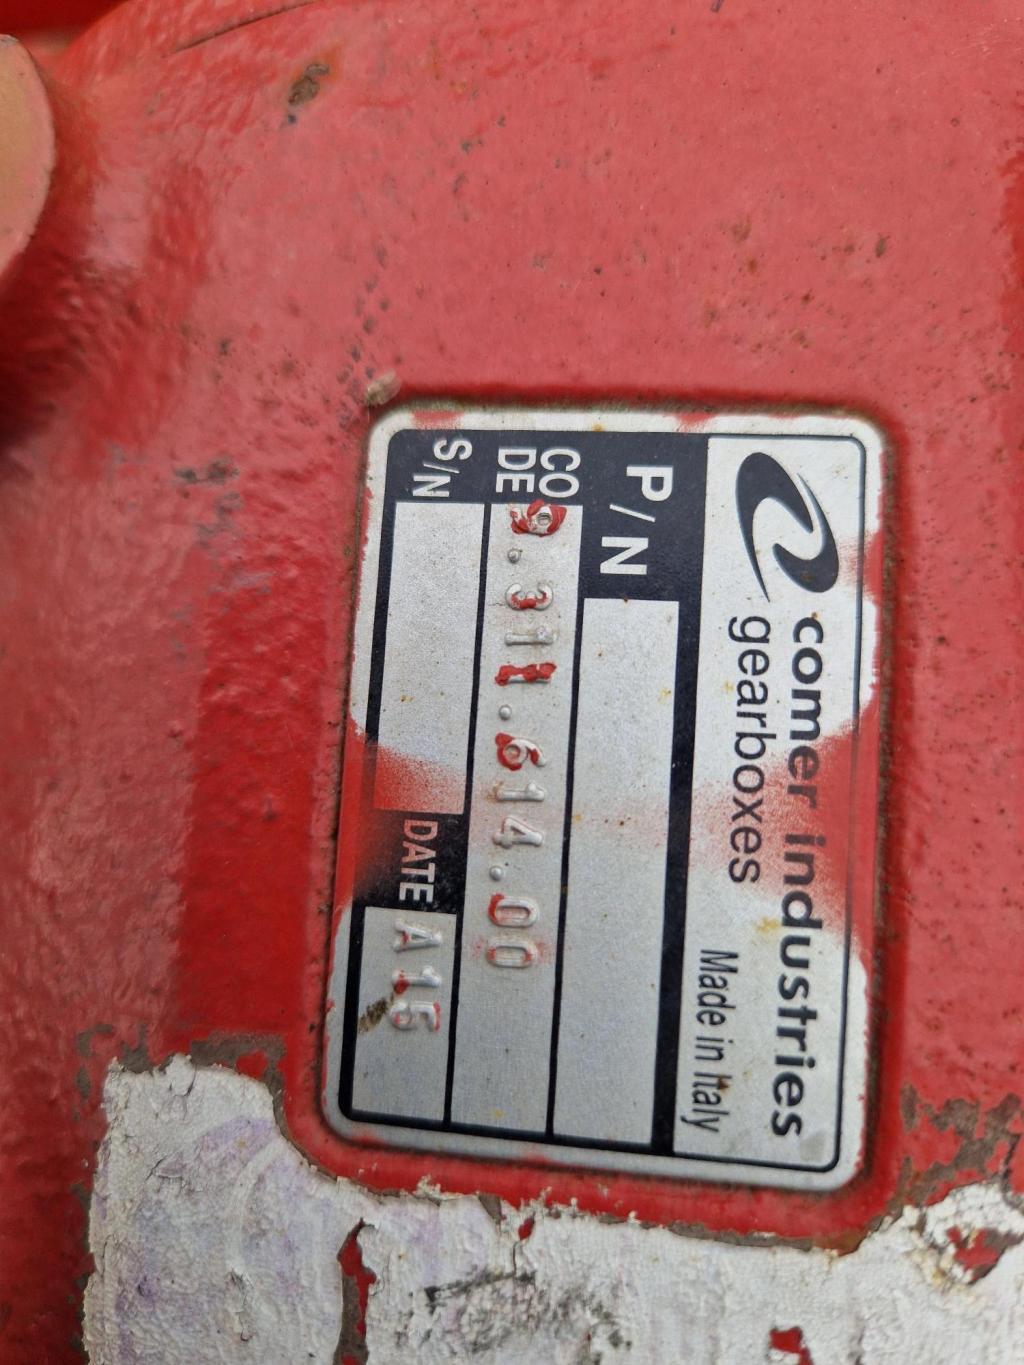 comer industries
gearboxes Made in Italy
P/N
CODE 9.311.614.00
S/N DATE A15